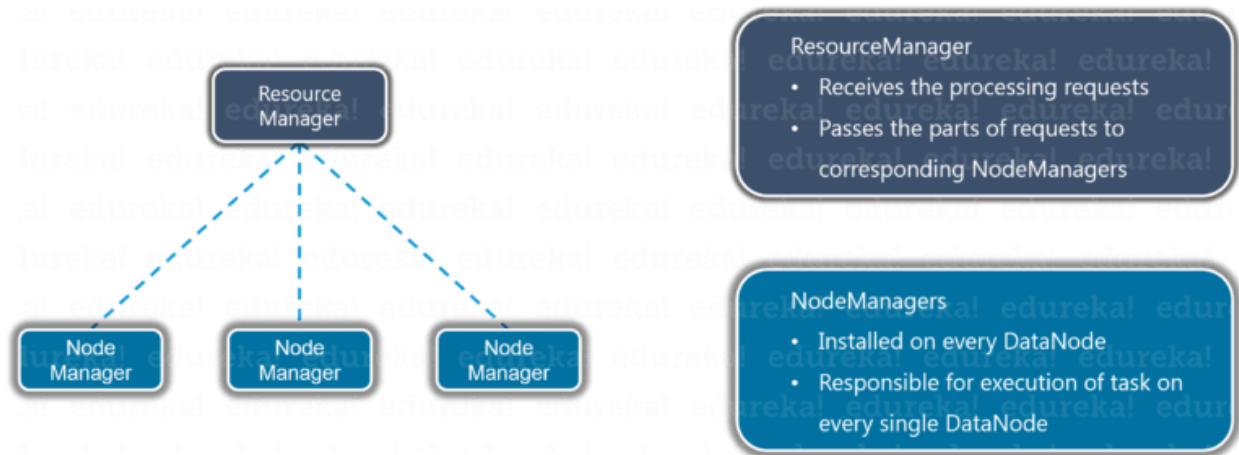 Resource
Manager
Node
Manager
Node
Manager
Node
Manager
ResourceManager
• Receives the processing requests
• Passes the parts of requests to
corresponding NodeManagers
NodeManagers
• Installed on every DataNode
• Responsible for execution of task on
every single DataNode
edureka!